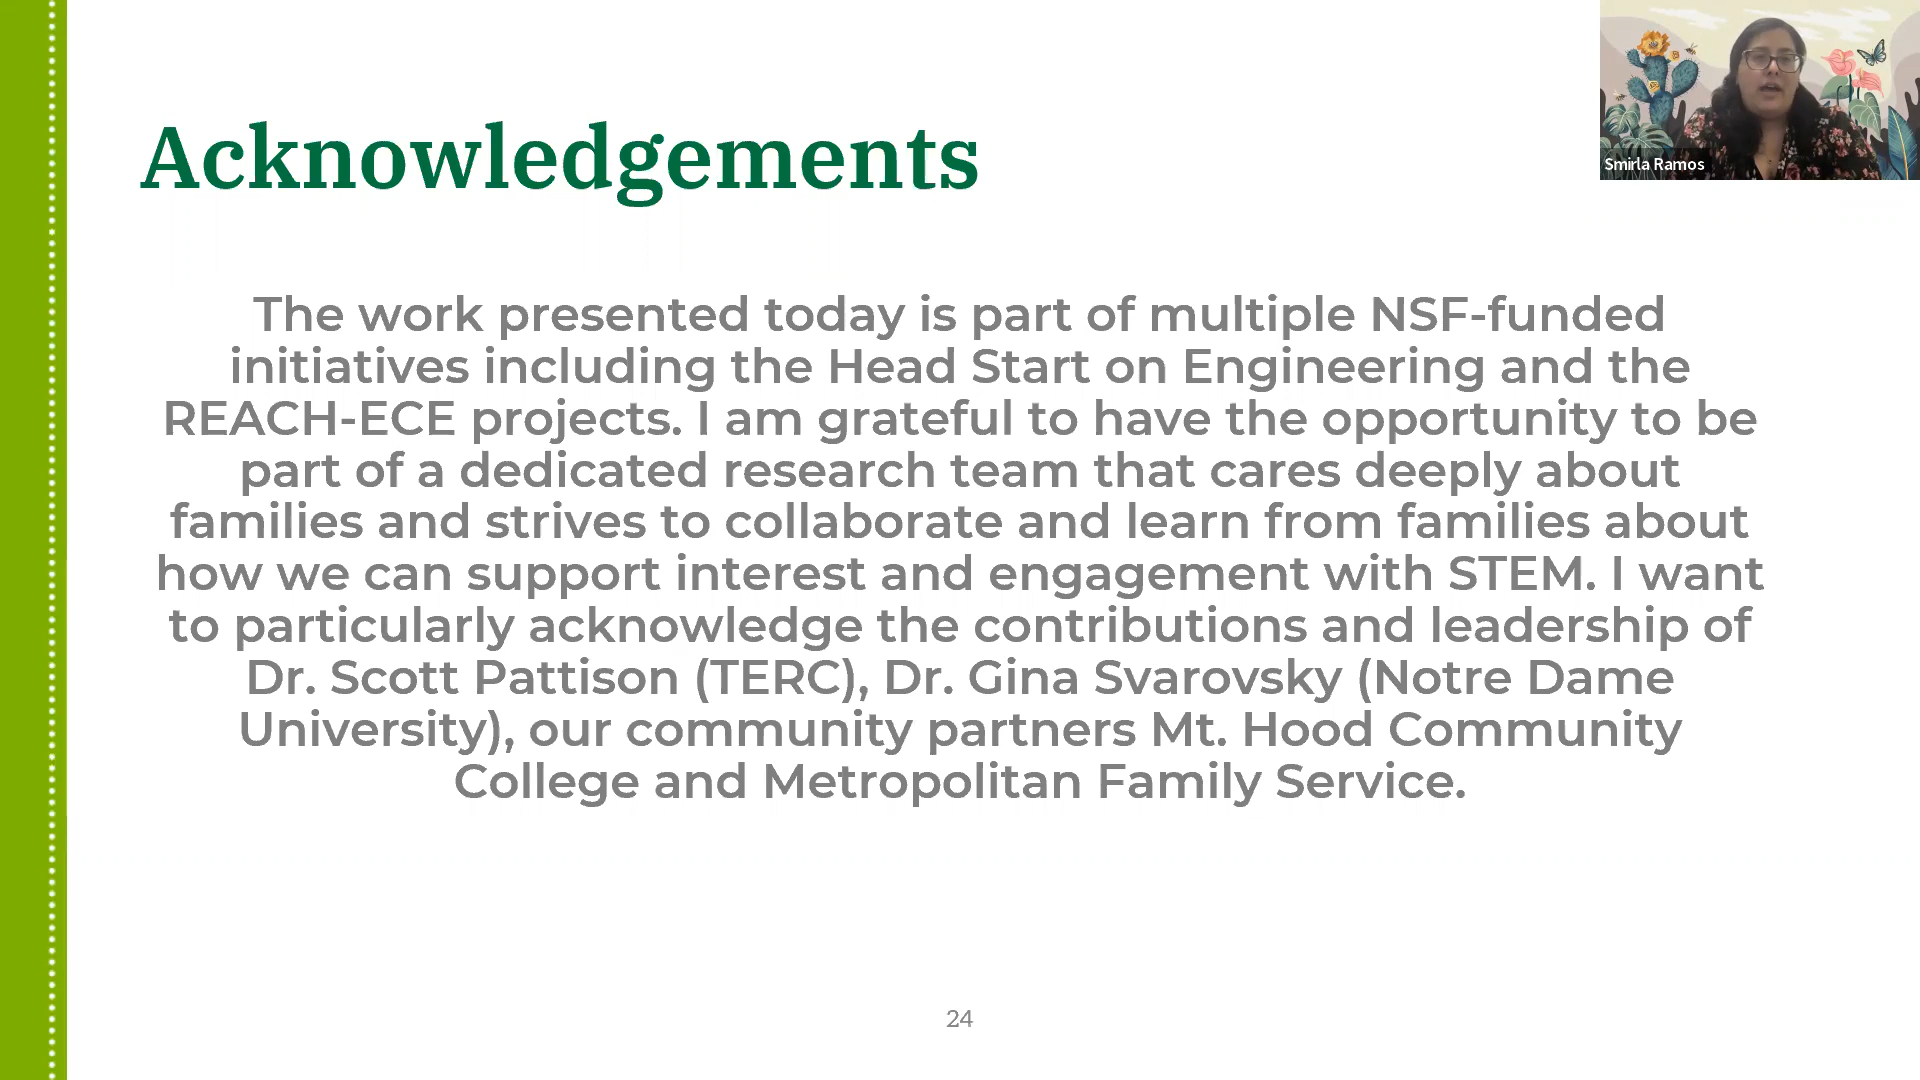 Acknowledgements
Smirla Ramos
The work presented today is part of multiple NSF-funded
initiatives including the Head Start on Engineering and the
REACH-ECE projects. I am grateful to have the opportunity to be
part of a dedicated research team that cares deeply about
families and strives to collaborate and learn from families about
how we can support interest and engagement with STEM. I want
to particularly acknowledge the contributions and leadership of
Dr. Scott Pattison (TERC), Dr. Gina Svarovsky (Notre Dame
University), our community partners Mt. Hood Community
College and Metropolitan Family Service.
24